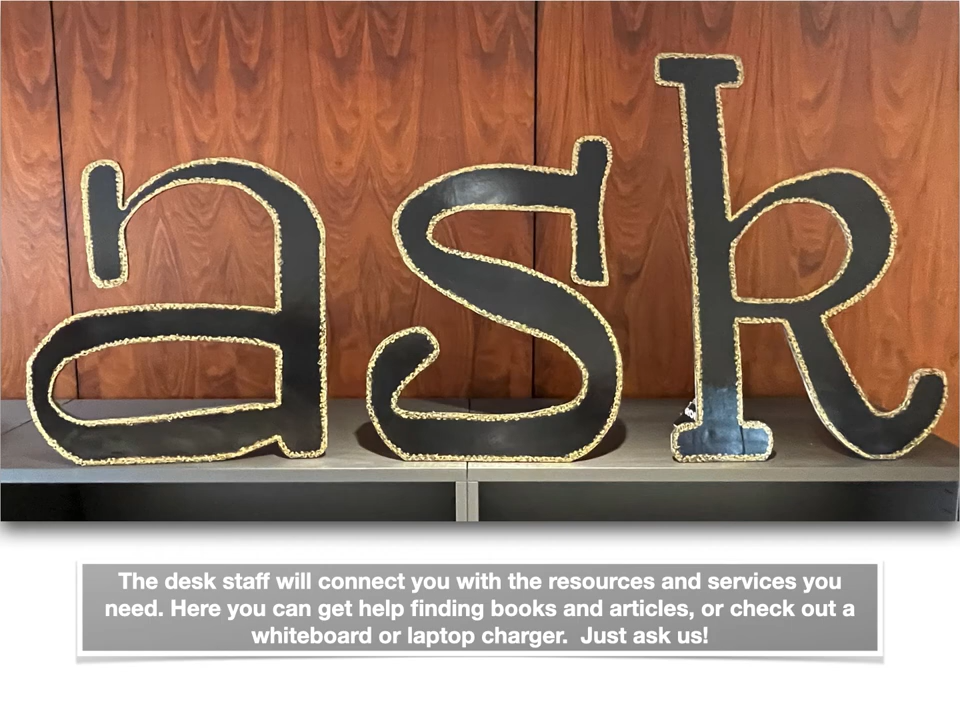 ask
The desk staff will connect you with the resources and services you
need. Here you can get help finding books and articles, or check out a
whiteboard or laptop charger.  Just ask us!